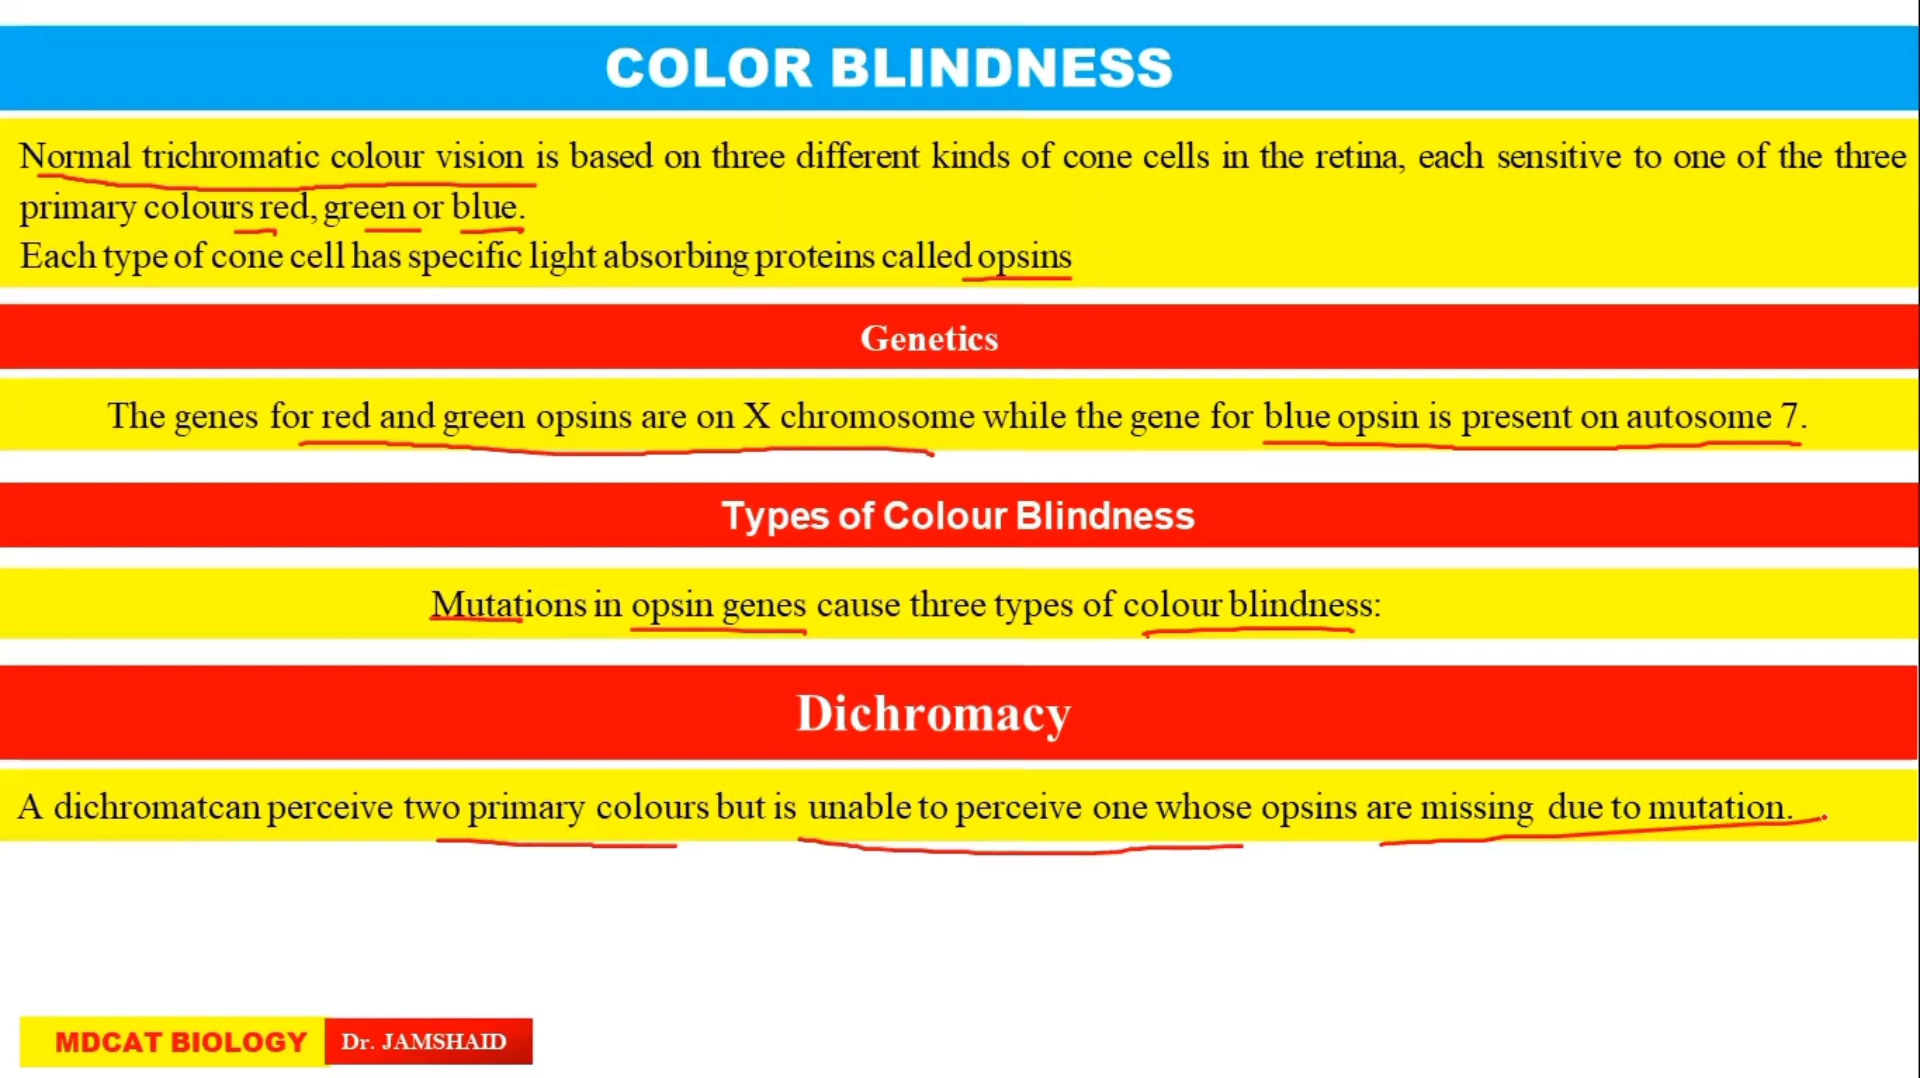 COLOR BLINDNESS
Normal trichromatic colour vision is based on three different kinds of cone cells in the retina, each sensitive to one of the three
primary colours red, green or blue.
Each type of cone cell has specific light absorbing proteins called opsins
Genetics
The genes for red and green opsins are on X chromosome while the gene for blue opsin is present on autosome 7.
Types of Colour Blindness
Mutations in opsin genes cause three types of colour blindness:
Dichromacy
A dichromatcan perceive two primary colours but is unable to perceive one whose opsins are missing due to mutation.
MDCAT BIOLOGY Dr. JAMSHAID